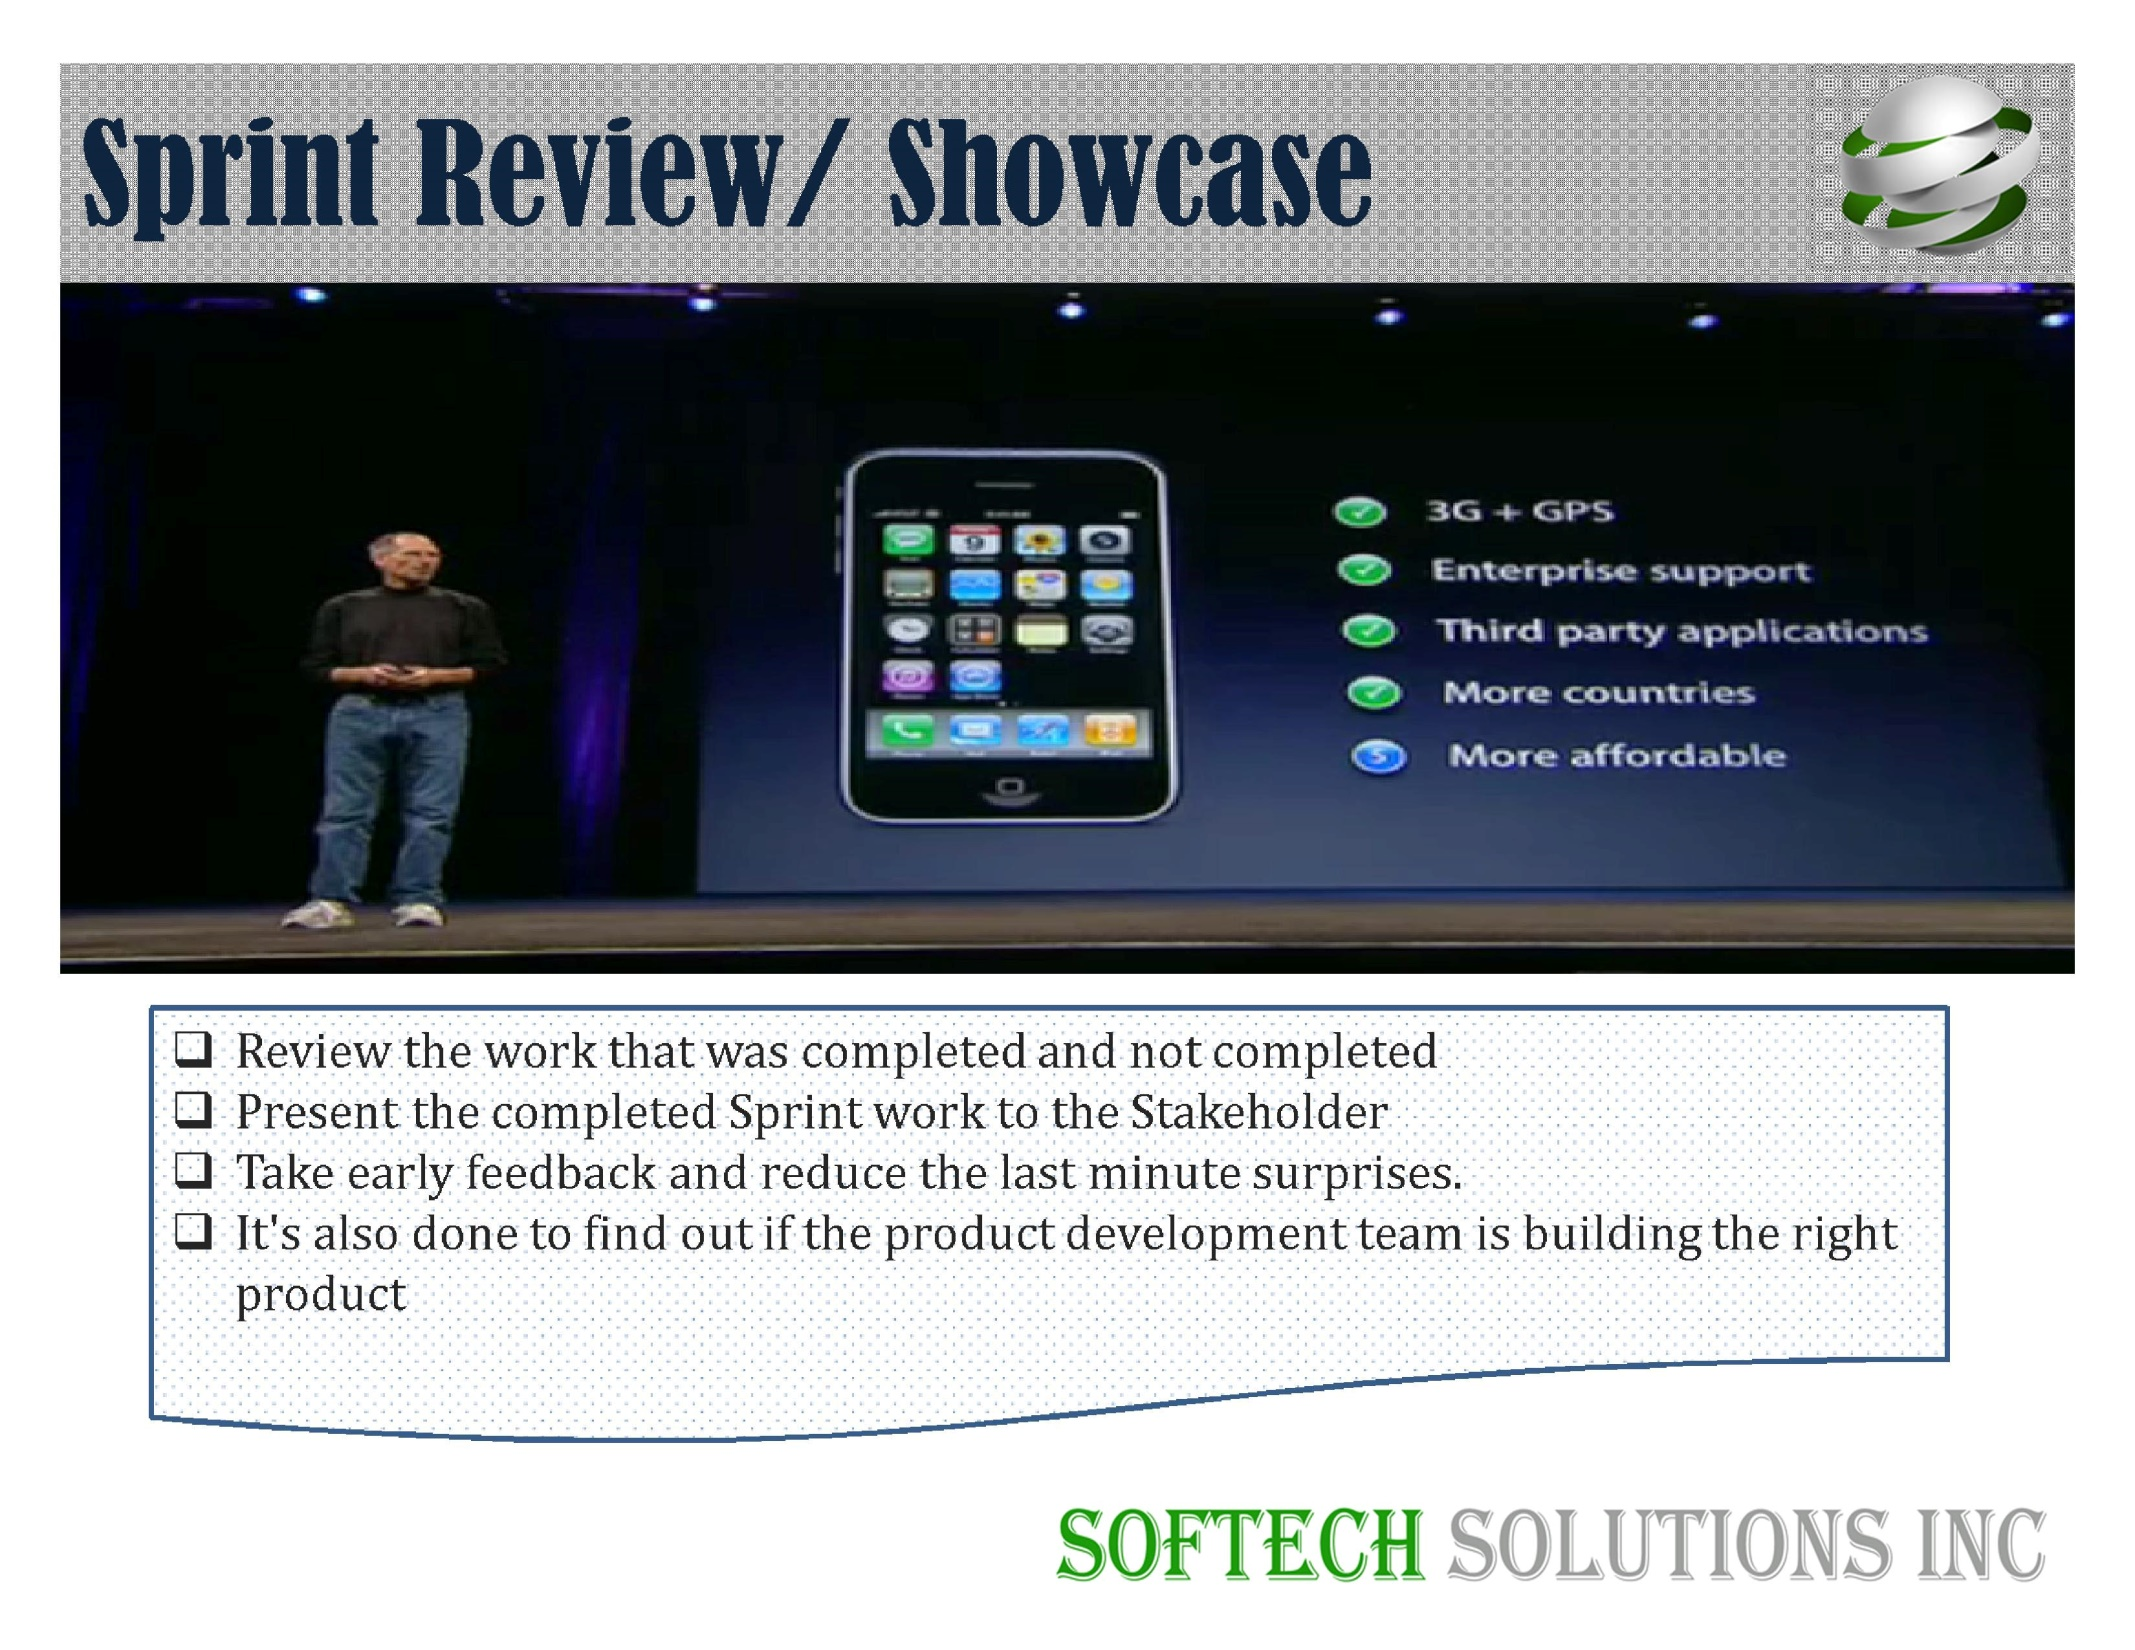 Sprint Review/ Showcase
3G + GPS
Enterprise support
Third party applications
More countries
5 More affordable
9
❑ Review the work that was completed and not completed
❑ Present the completed Sprint work to the Stakeholder
❑ Take early feedback and reduce the last minute surprises.
❑ It's also done to find out if the product development team is building the right
product
SOFTECH SOLUTIONS INC